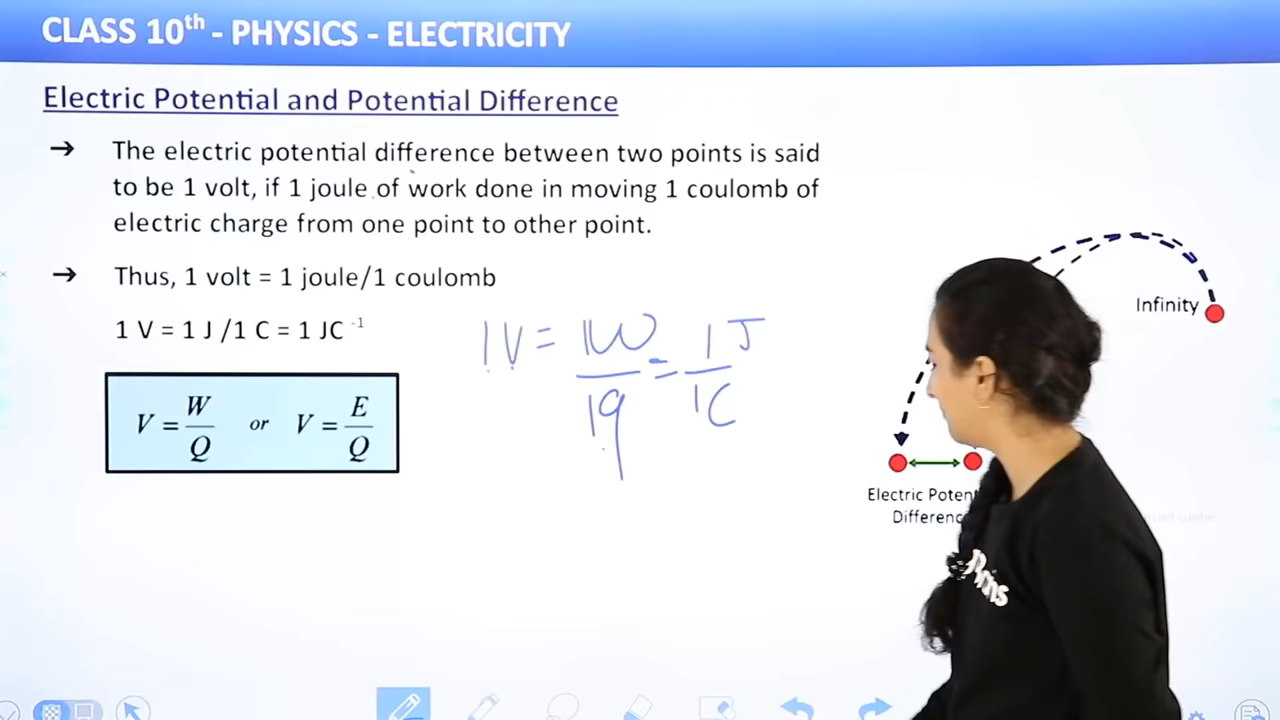 CLASS 10th - PHYSICS - ELECTRICITY
Electric Potential and Potential Difference
➔ The electric potential difference between two points is said
to be 1 volt, if 1 joule of work done in moving 1 coulomb of
electric charge from one point to other point.
➔ Thus, 1 volt = 1 joule/1 coulomb
1 V = 1 J /1 C = 1 JC -1
V = W/Q or V = E/Q
1V = 1W/1q = 1J/1C
Infinity
Electric Poten
Differenc